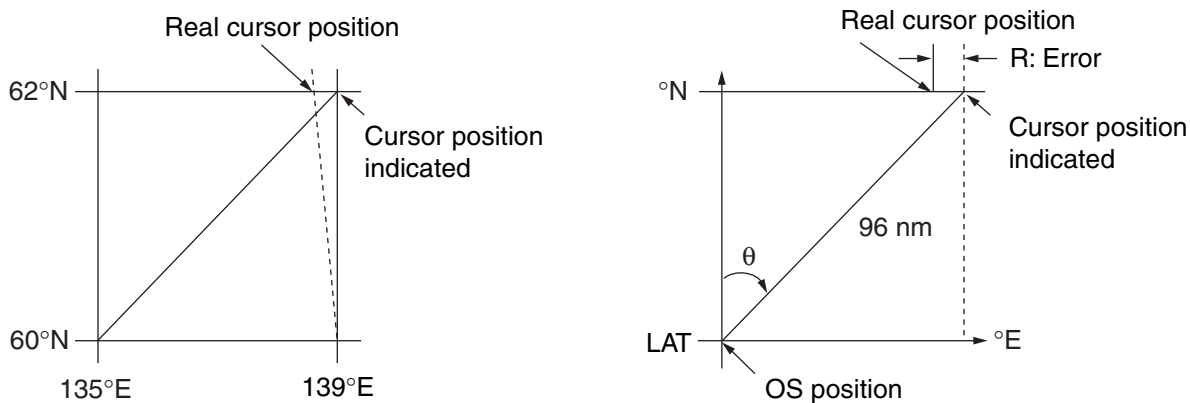 Real cursor position
62°N
Cursor position
indicated
60°N
135°E
139°E
Real cursor position
R: Error
°N
Cursor position
indicated
96 nm
θ
LAT
°E
OS position